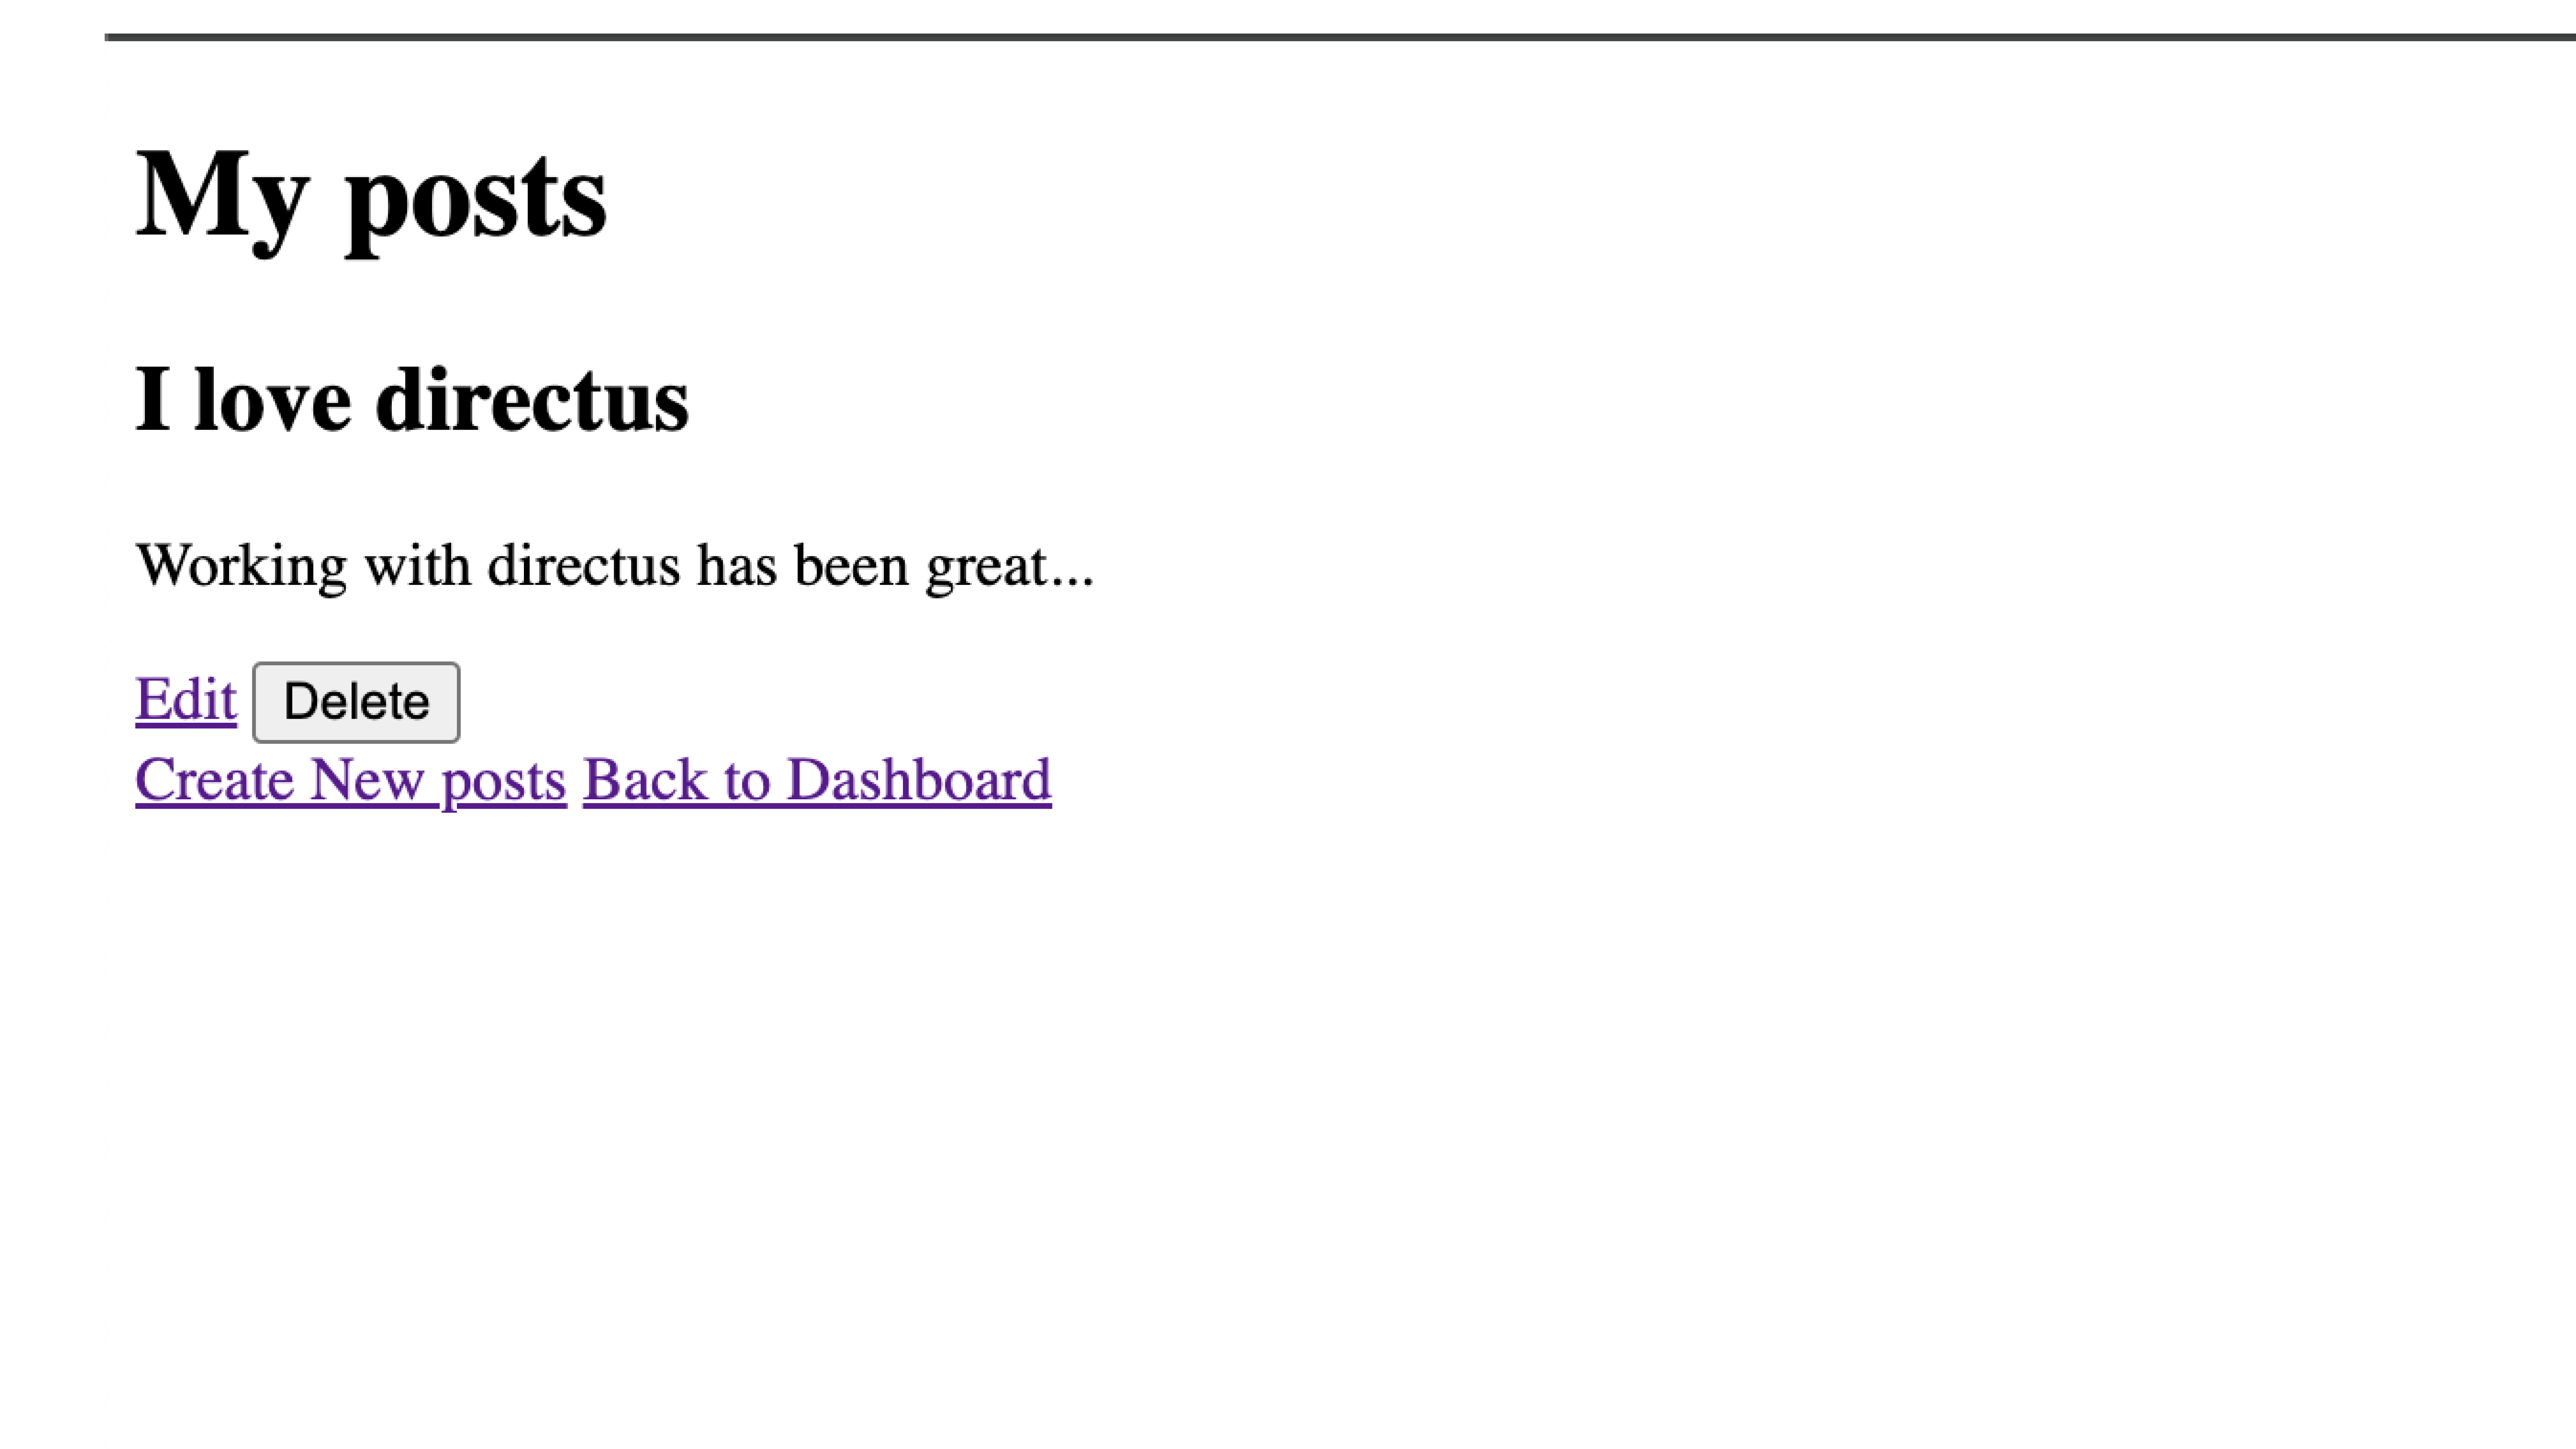 My posts
I love directus
Working with directus has been great...
Edit Delete
Create New posts Back to Dashboard